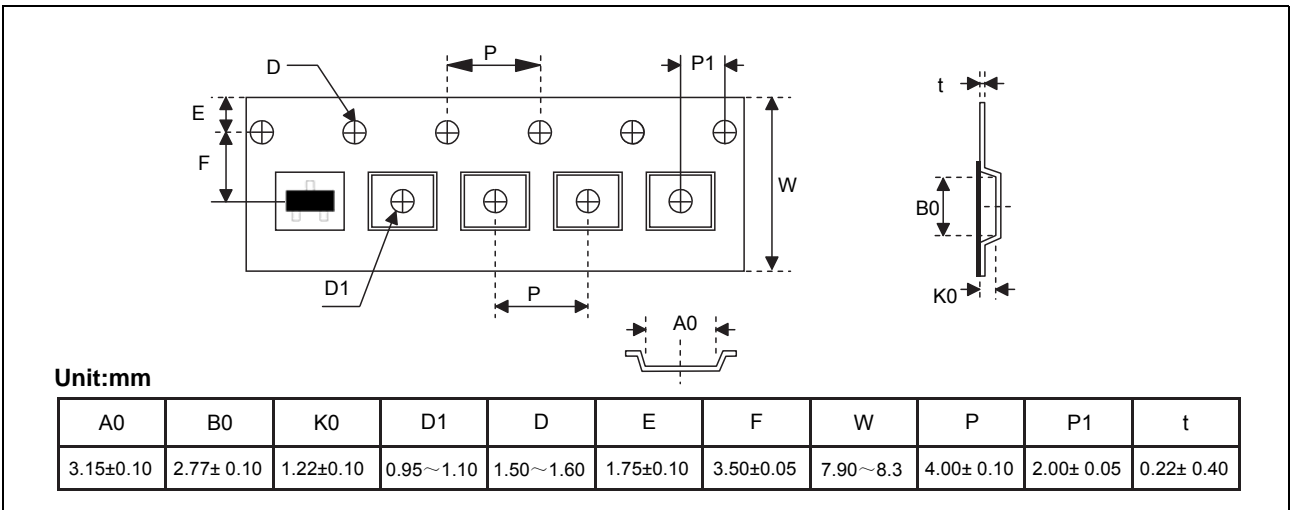 D
P
P1
t
E
F
W
B0
D1
P
K0
A0
Unit:mm
A0 B0 K0 D1 D E F W P P1 t
3.15±0.10 2.77± 0.10 1.22±0.10 0.95～1.10 1.50～1.60 1.75±0.10 3.50±0.05 7.90～8.3 4.00± 0.10 2.00± 0.05 0.22± 0.40